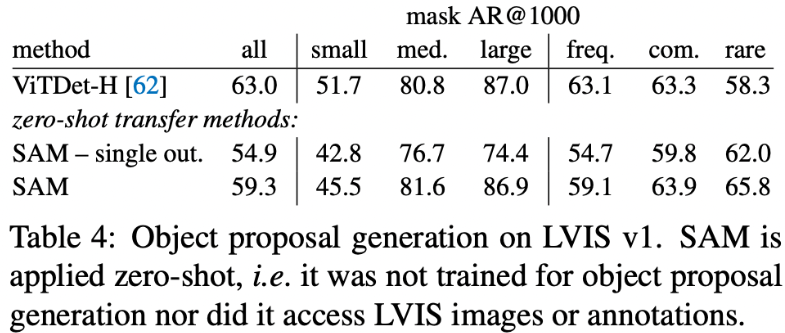 mask AR@1000
method all small med. large freq. com. rare
ViTDet-H [62] 63.0 51.7 80.8 87.0 63.1 63.3 58.3
zero-shot transfer methods:
SAM – single out. 54.9 42.8 76.7 74.4 54.7 59.8 62.0
SAM 59.3 45.5 81.6 86.9 59.1 63.9 65.8
Table 4: Object proposal generation on LVIS v1. SAM is
applied zero-shot, i.e. it was not trained for object proposal
generation nor did it access LVIS images or annotations.